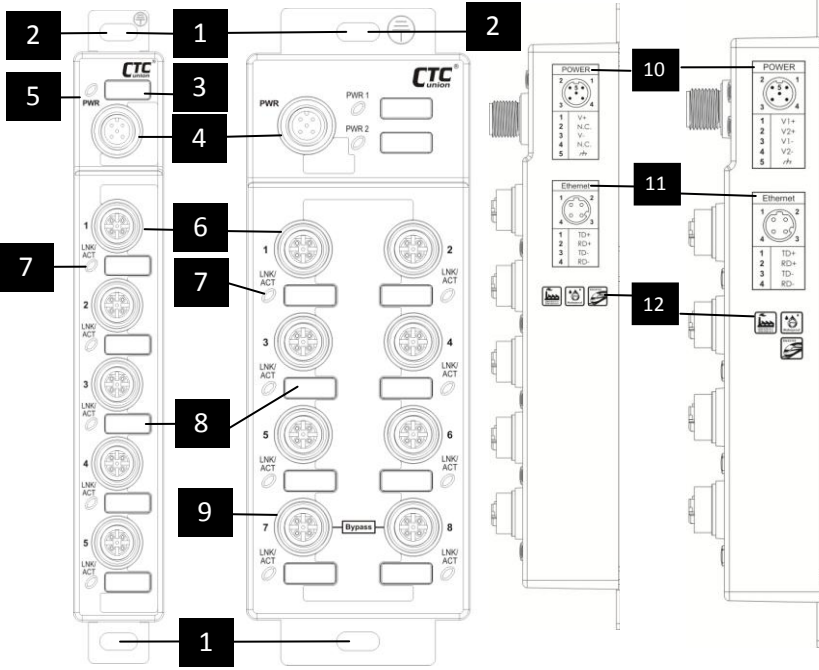 2
1
2
CTC®
union
3
5
PWR
4
1
6
LNK/
ACT
7
2
LNK/
ACT
3
LNK/
ACT
8
4
LNK/
ACT
5
LNK/
ACT
1
CTC®
union
PWR
PWR 1
PWR 2
1
2
LNK/
ACT
LNK/
ACT
7
3
4
LNK/
ACT
LNK/
ACT
5
6
LNK/
ACT
LNK/
ACT
9
7
Bypass
8
LNK/
ACT
LNK/
ACT
POWER
2 1
5
3 4
1 V+
2 N.C.
3 V-
4 N.C.
5
Ethernet
1 2
4 3
1 TD+
2 RD+
3 TD-
4 RD-
10
11
12
POWER
2 1
5
3 4
1 V1+
2 V2+
3 V1-
4 V2-
5
Ethernet
1 2
4 3
1 TD+
2 RD+
3 TD-
4 RD-